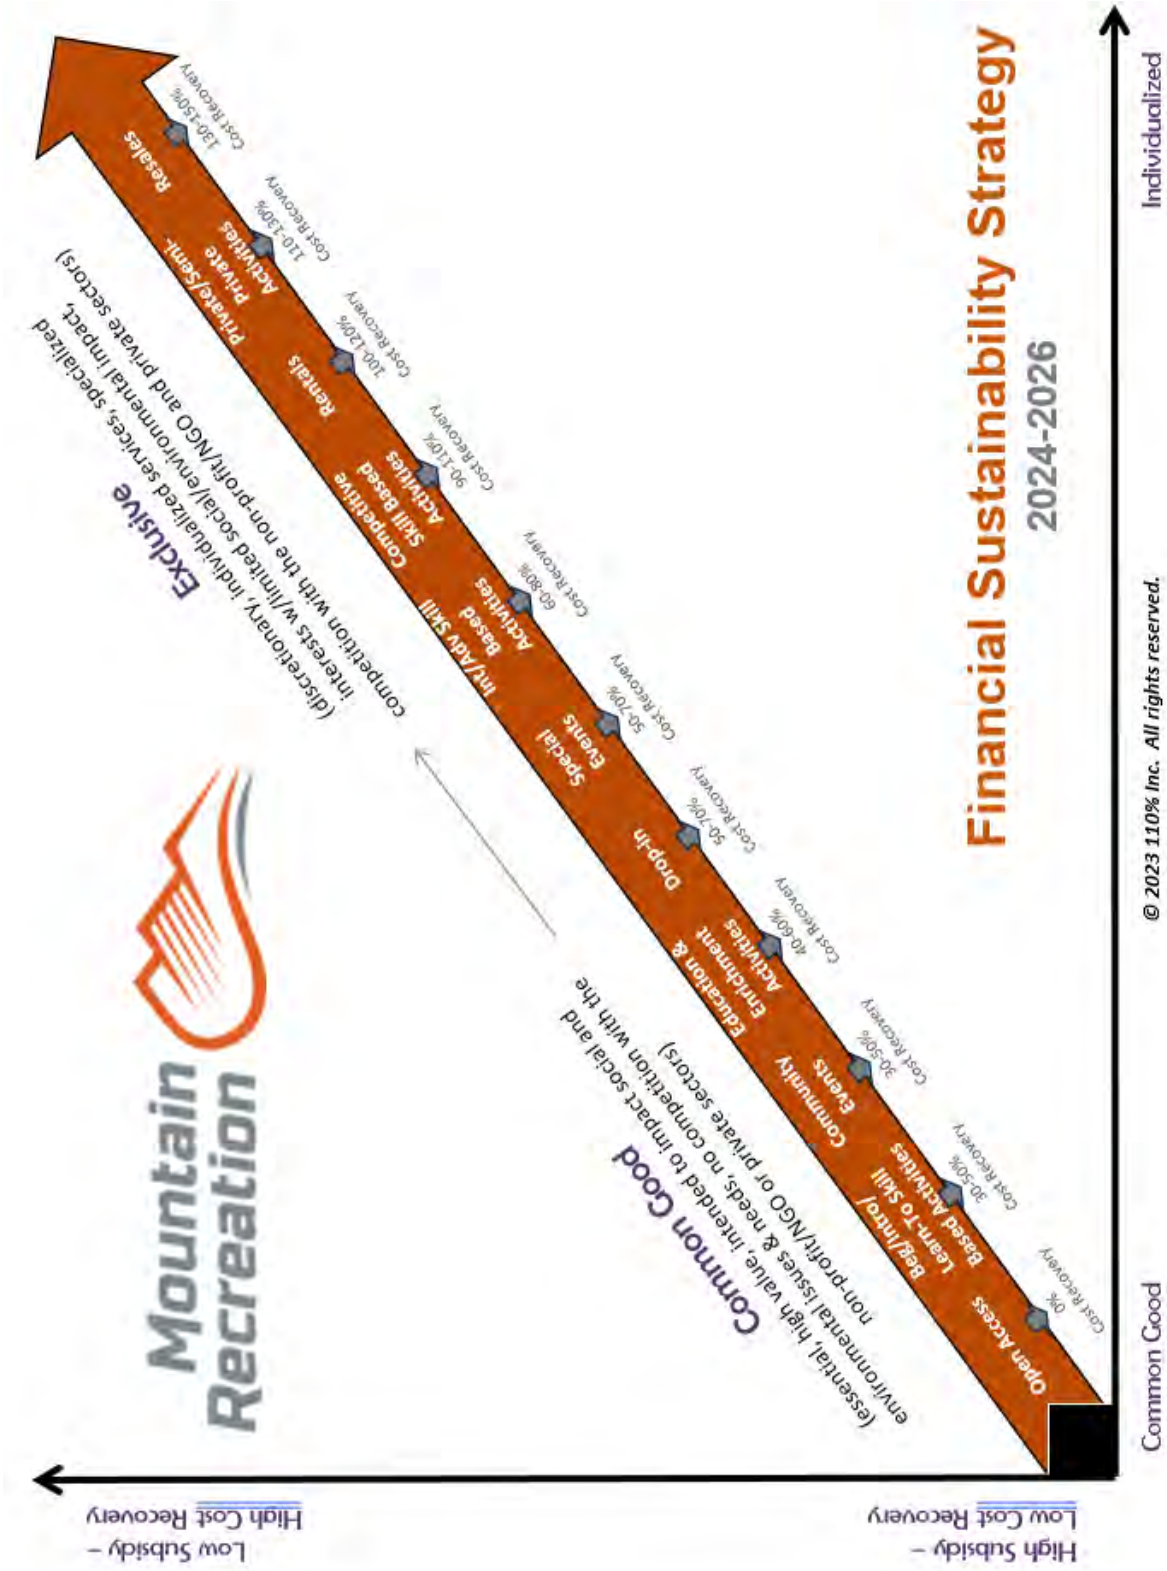 Mountain
Recreation
Exclusive
(discretionary, individualized services, specialized
interests w/limited social/environmental impact,
competition with the non-profit/NGO and private sectors)
Common Good
(essential, high value, intended to impact social and
environmental issues & needs, no competition with the
non-profit/NGO or private sectors)
Resales
130-150%
Cost Recovery
Private/Semi-
Private
Activities
110-130%
Cost Recovery
Rentals
100-120%
Cost Recovery
Competitive
Skill Based
Activities
90-110%
Cost Recovery
Int/Adv Skill
Based
Activities
60-80%
Cost Recovery
Special
Events
50-70%
Cost Recovery
Drop-in
50-70%
Cost Recovery
Education &
Enrichment
Activities
40-60%
Cost Recovery
Community
Events
30-50%
Cost Recovery
Beg/Intro/
Learn-To Skill
Based Activities
30-50%
Cost Recovery
Open Access
0%
Cost Recovery
Low Subsidy –
High Cost Recovery
High Subsidy –
Low Cost Recovery
Financial Sustainability Strategy
2024-2026
Common Good
Individualized
© 2023 110% Inc. All rights reserved.